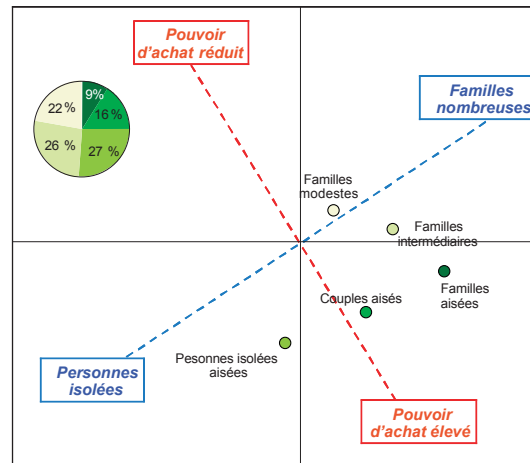 Pouvoir
d'achat réduit
9%
22 %
16 %
26 %
27 %
Familles
nombreuses
Familles
modestes
Familles
intermédiaires
Couples aisés
Familles
aisées
Pesonnes isolées
aisées
Personnes
isolées
Pouvoir
d'achat élevé